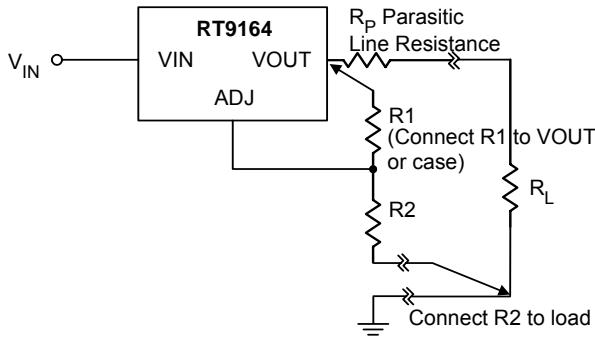 RT9164
R_P Parasitic
Line Resistance
V_IN
VIN
VOUT
ADJ
R1
(Connect R1 to VOUT
or case)
R_L
R2
Connect R2 to load